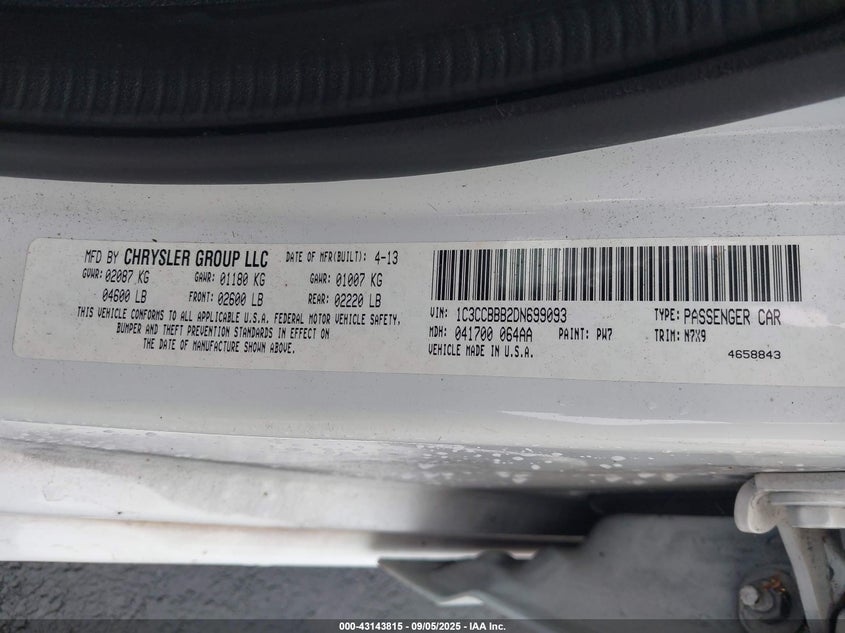 MFD BY CHRYSLER GROUP LLC DATE OF MFR(BUILT): 4-13
GVWR: 02087 KG GAWR: 01180 KG GAWR: 01007 KG
04600 LB FRONT: 02600 LB REAR: 02220 LB
THIS VEHICLE CONFORMS TO ALL APPLICABLE U.S.A. FEDERAL MOTOR VEHICLE SAFETY,
BUMPER AND THEFT PREVENTION STANDARDS IN EFFECT ON
THE DATE OF MANUFACTURE SHOWN ABOVE.
VIN: 1C3CCBBB2DN699093 TYPE: PASSENGER CAR
MDH: 041700 064AA PAINT: PW7 TRIM: N7X9
VEHICLE MADE IN U.S.A. 4658843
000-43143815 - 09/05/2025 - IAA Inc.